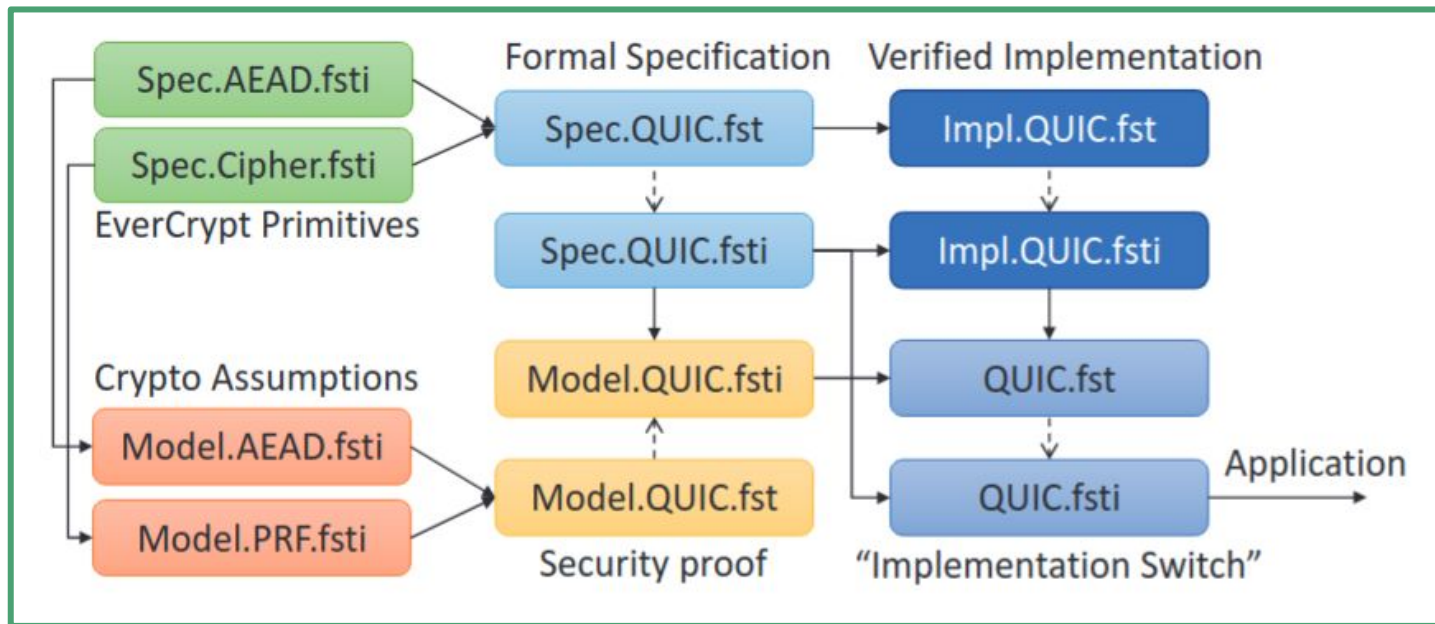 Formal Specification
Verified Implementation
Spec.AEAD.fsti
Spec.QUIC.fst
Impl.QUIC.fst
Spec.Cipher.fsti
EverCrypt Primitives
Spec.QUIC.fsti
Impl.QUIC.fsti
Crypto Assumptions
Model.QUIC.fsti
QUIC.fst
Model.AEAD.fsti
Application
Model.QUIC.fst
QUIC.fsti
Model.PRF.fsti
Security proof
“Implementation Switch”